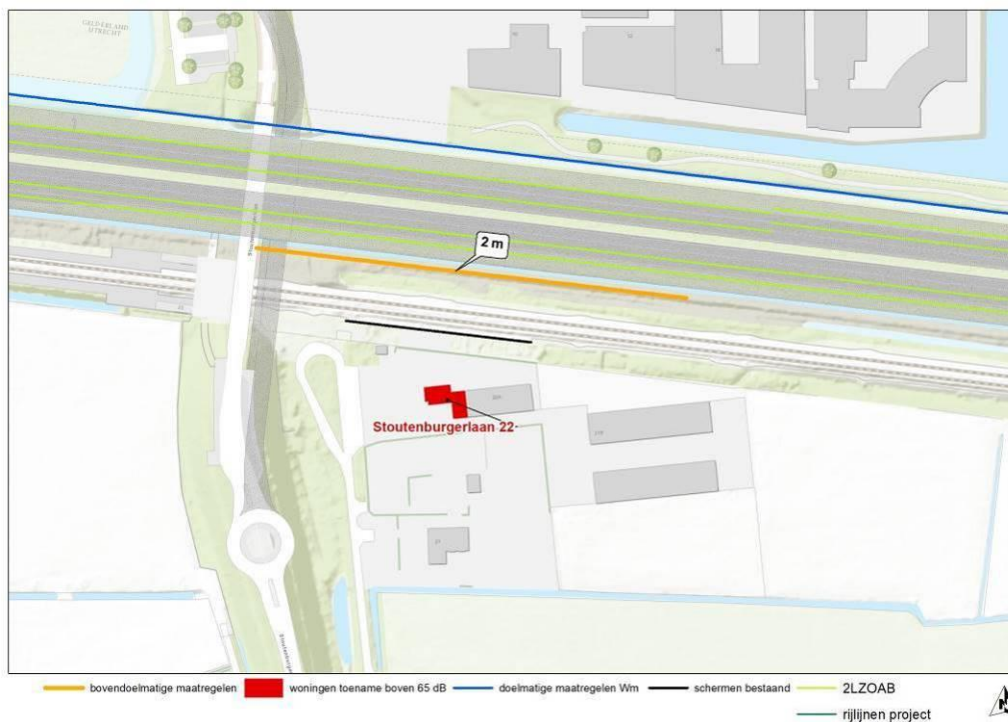 GELDERLAND
UTRECHT
2 m
Stoutenburgerlaan 22
bovendoelmatige maatregelen
woningen toename boven 65 dB
doelmatige maatregelen Wm
schermen bestaand
2LZOAB
rijlijnen project
N